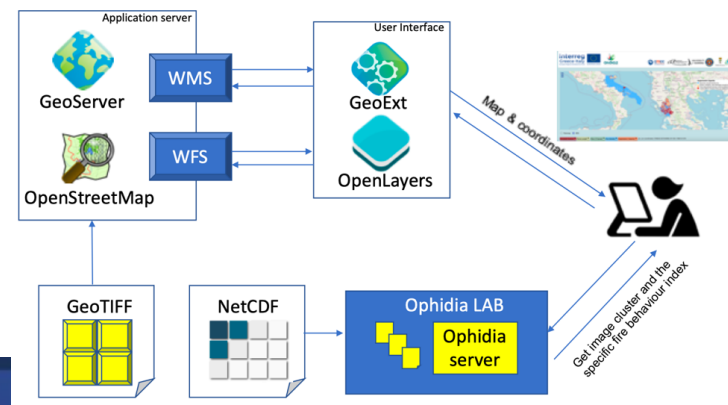 Application server
GeoServer
OpenStreetMap
WMS
WFS
User Interface
GeoExt
OpenLayers
Map & coordinates
interreg
GeoTIFF
NetCDF
Ophidia LAB
Ophidia
server
Get image cluster and the
specific fire behaviour index